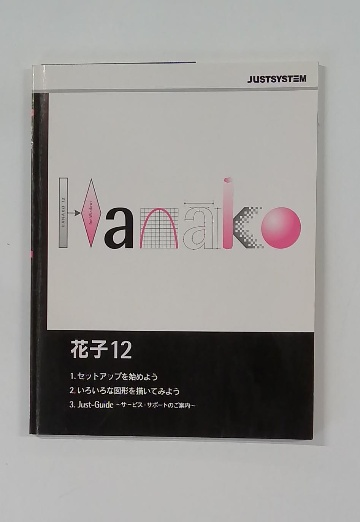 JUSTSYSTEM
Hanako
花子12
1. セットアップを始めよう
2. いろいろな図形を描いてみよう
3. Just-Guide ～サービス・サポートのご案内～